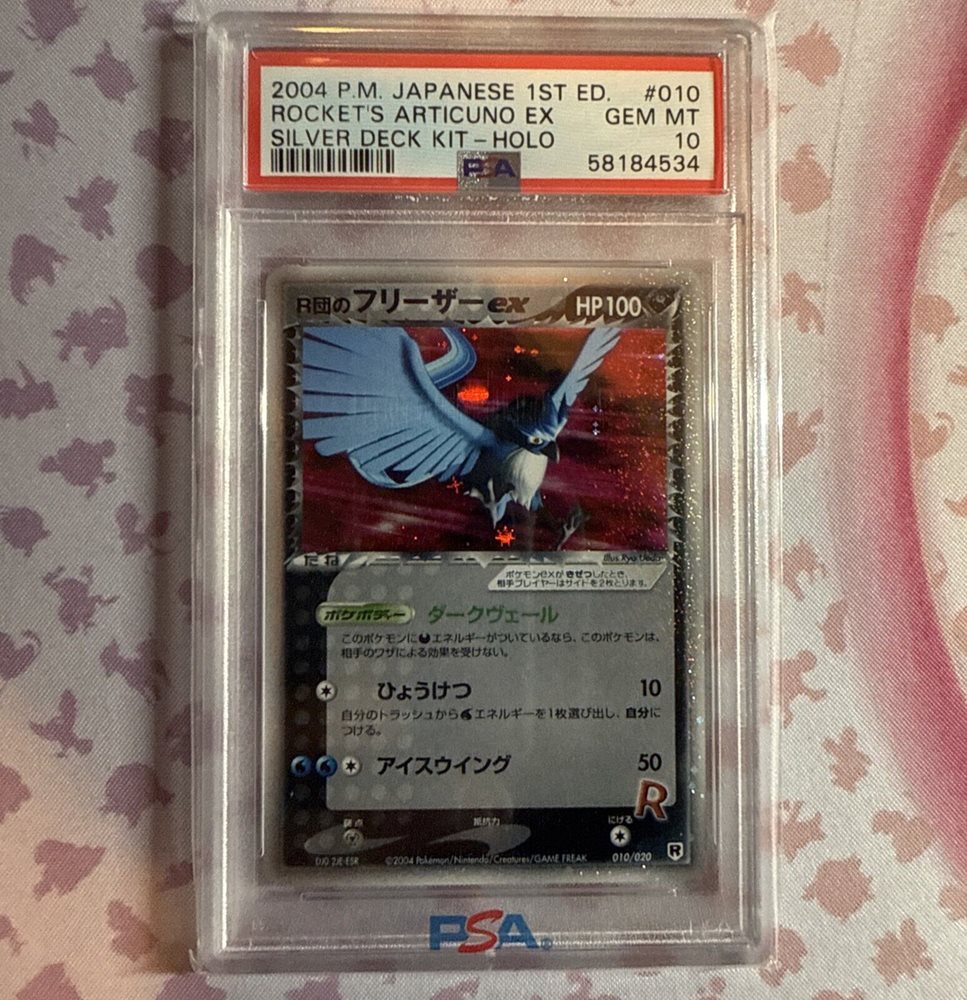 2004 P.M. JAPANESE 1ST ED. #010
ROCKET'S ARTICUNO EX GEM MT
SILVER DECK KIT-HOLO 10
PSA 58184534
R団のフリーザーex HP100
たね Illus. Ryo Ueda
ポケモンexがきぜつしたとき、
相手プレイヤーはサイドを2枚とります。
ポケボディー ダークヴェール
このポケモンにエネルギーがついているなら、このポケモンは、
相手のワザによる効果を受けない。
ひょうけつ 10
自分のトラッシュからエネルギーを1枚選び出し、自分に
つける。
アイスウイング 50
R
弱点 抵抗力 にげる
DJ0 2JE-ESR ©2004 Pokémon/Nintendo/Creatures/GAME FREAK 010/020 R
PSA®